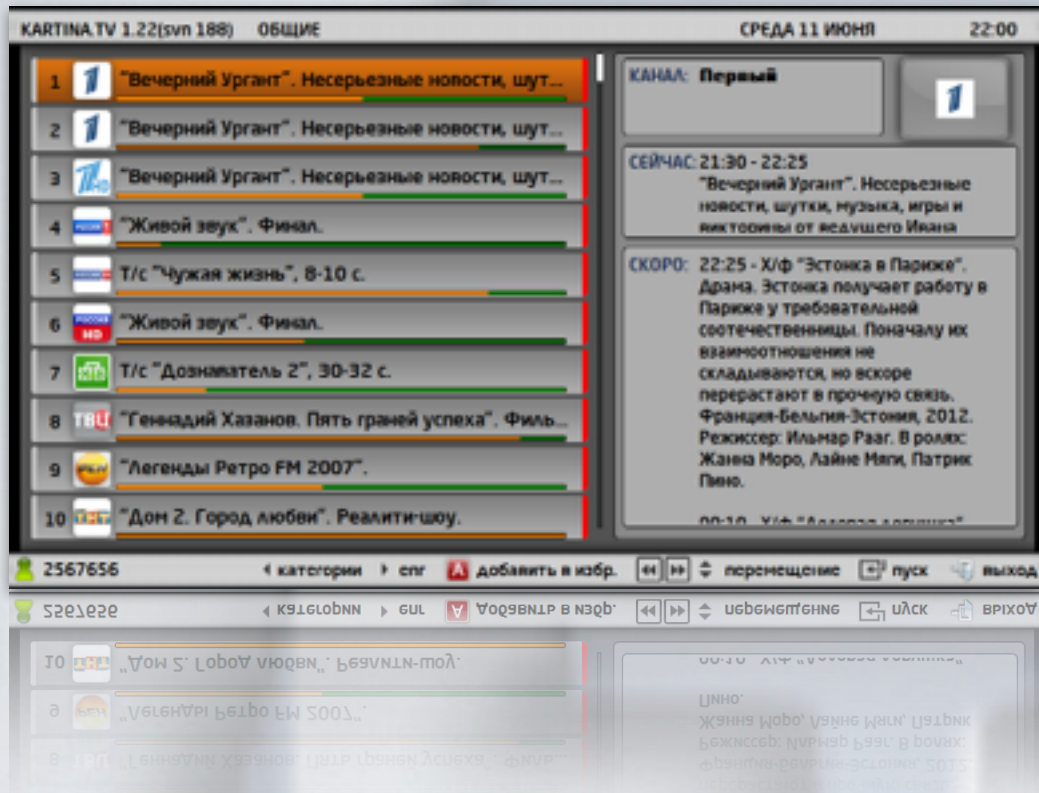 KARTINA.TV 1.22(svn 188) ОБЩИЕ СРЕДА 11 ИЮНЯ 22:00
1 "Вечерний Ургант". Несерьезные новости, шут...
2 "Вечерний Ургант". Несерьезные новости, шут...
3 "Вечерний Ургант". Несерьезные новости, шут...
4 "Живой звук". Финал.
5 Т/с "Чужая жизнь", 8-10 с.
6 РОССИЯ HD "Живой звук". Финал.
7 Т/с "Дознаватель 2", 30-32 с.
8 ТВЦ "Геннадий Хазанов. Пять граней успеха". Филь...
9 "Легенды Ретро FM 2007".
10 ТНТ "Дом 2. Город любви". Реалити-шоу.
КАНАЛ: Первый
СЕЙЧАС: 21:30 - 22:25
"Вечерний Ургант". Несерьезные
новости, шутки, музыка, игры и
викторины от ведущего Ивана
СКОРО: 22:25 - Х/ф "Эстонка в Париже".
Драма. Эстонка получает работу в
Париже у требовательной
соотечественницы. Поначалу их
взаимоотношения не
складываются, но вскоре
перерастают в прочную связь.
Франция-Бельгия-Эстония, 2012.
Режиссер: Ильмар Рааг. В ролях:
Жанна Моро, Лайне Мяги, Патрик
Пино.
00:10 - Х/ф
2567656 категории епг A добавить в избр. перемещение пуск выход